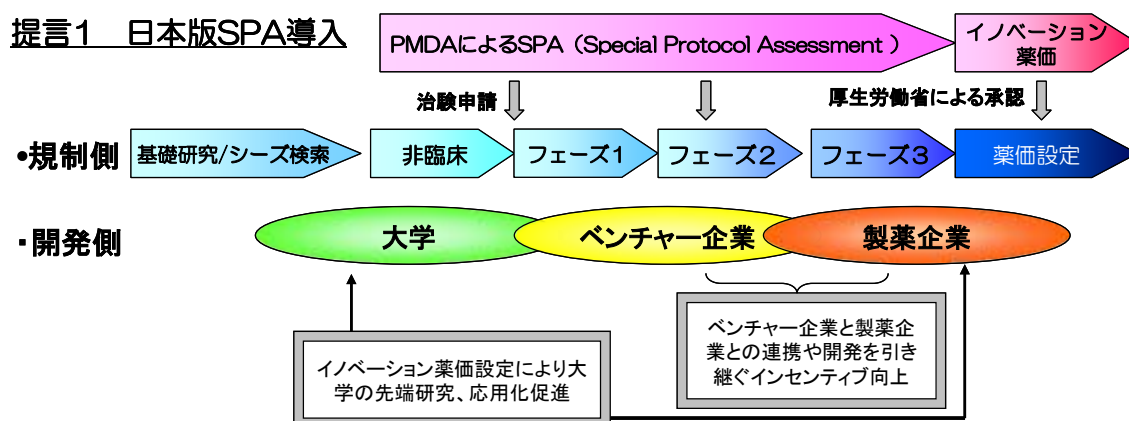 提言1　日本版SPA導入
PMDAによるSPA（Special Protocol Assessment ）
イノベーション
薬価
治験申請
厚生労働省による承認
•規制側
基礎研究/シーズ検索
非臨床
フェーズ1
フェーズ2
フェーズ3
薬価設定
・開発側
大学
ベンチャー企業
製薬企業
イノベーション薬価設定により大
学の先端研究、応用化促進
ベンチャー企業と製薬企
業との連携や開発を引き
継ぐインセンティブ向上